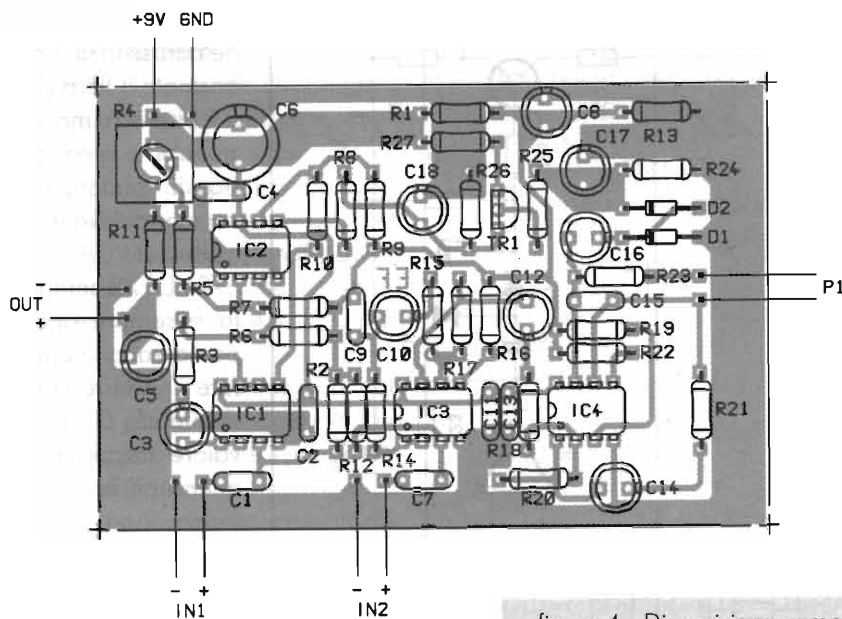 +9V GND
R4
C6
R1
C8
R13
R27
C17
R8
C18
R26
R25
R24
C4
D2
R11
IC2
R10
R9
TR1
C16
D1
- OUT +
R5
R7
R15
C12
R23
P1
C15
R6
C9
C10
R19
R3
R2
R17
R16
R22
C5
C3
IC1
C2
IC3
C11
C13
IC4
R21
R12
R14
R18
C1
C7
R20
C14
- +
IN1
- +
IN2